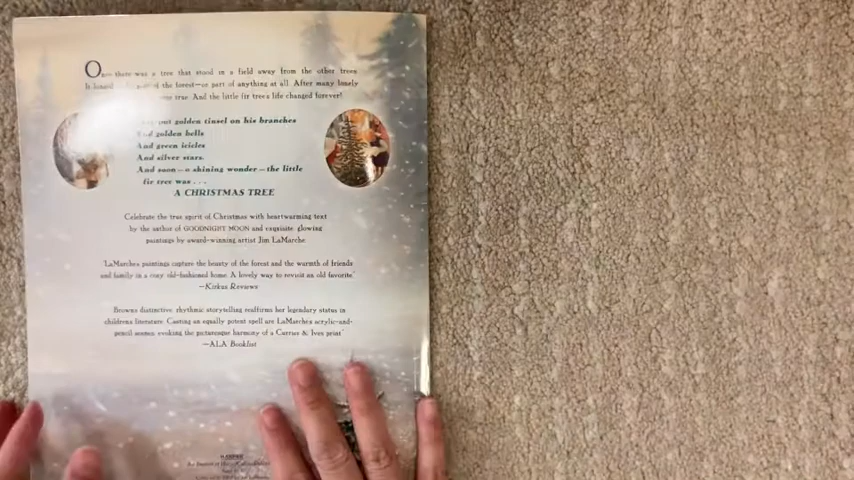 Once there was a tree that stood in a field away from the other trees.
It longed to be part of the forest—or part of anything at all. After many lonely
And the little fir tree's life changed forever!
put golden tinsel on his branches
And golden bells
And green icicles
And silver stars.
And soon—a shining wonder—the little
fir tree was . . .
A CHRISTMAS TREE
Celebrate the true spirit of Christmas with heartwarming text
by the author of GOODNIGHT MOON and exquisite glowing
paintings by award-winning artist Jim LaMarche.
"LaMarche's paintings capture the beauty of the forest and the warmth of friends
and family in a cozy old-fashioned home. A lovely way to revisit an old favorite."
—Kirkus Reviews
Brown's distinctive, rhythmic storytelling reaffirms her legendary status in
children's literature. Casting an equally potent spell are LaMarche's acrylic-and-
pencil scenes, evoking the picturesque harmony of a Currier & Ives print"
—ALA Booklist